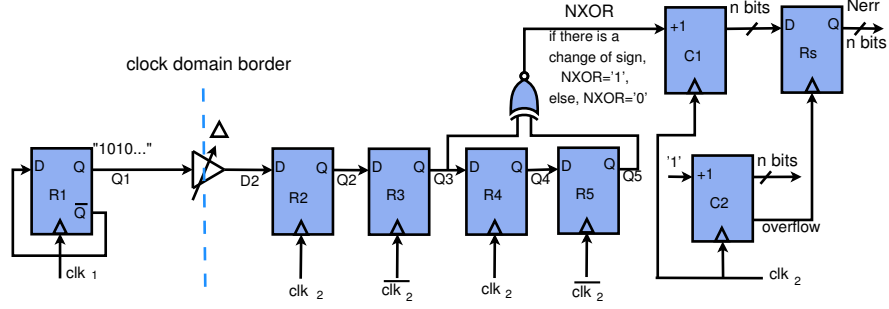 NXOR
if there is a
change of sign,
NXOR='1',
else, NXOR='0'
+1
C1
n bits
D
Q
Rs
Nerr
n bits
clock domain border
Δ
"1010..."
D
Q
R1
Q
Q1
clk 1
D2
D
Q
R2
Q2
clk 2
D
Q
R3
Q3
clk 2
D
Q
R4
Q4
clk 2
D
Q
R5
Q5
clk 2
'1'
+1
C2
n bits
overflow
clk 2